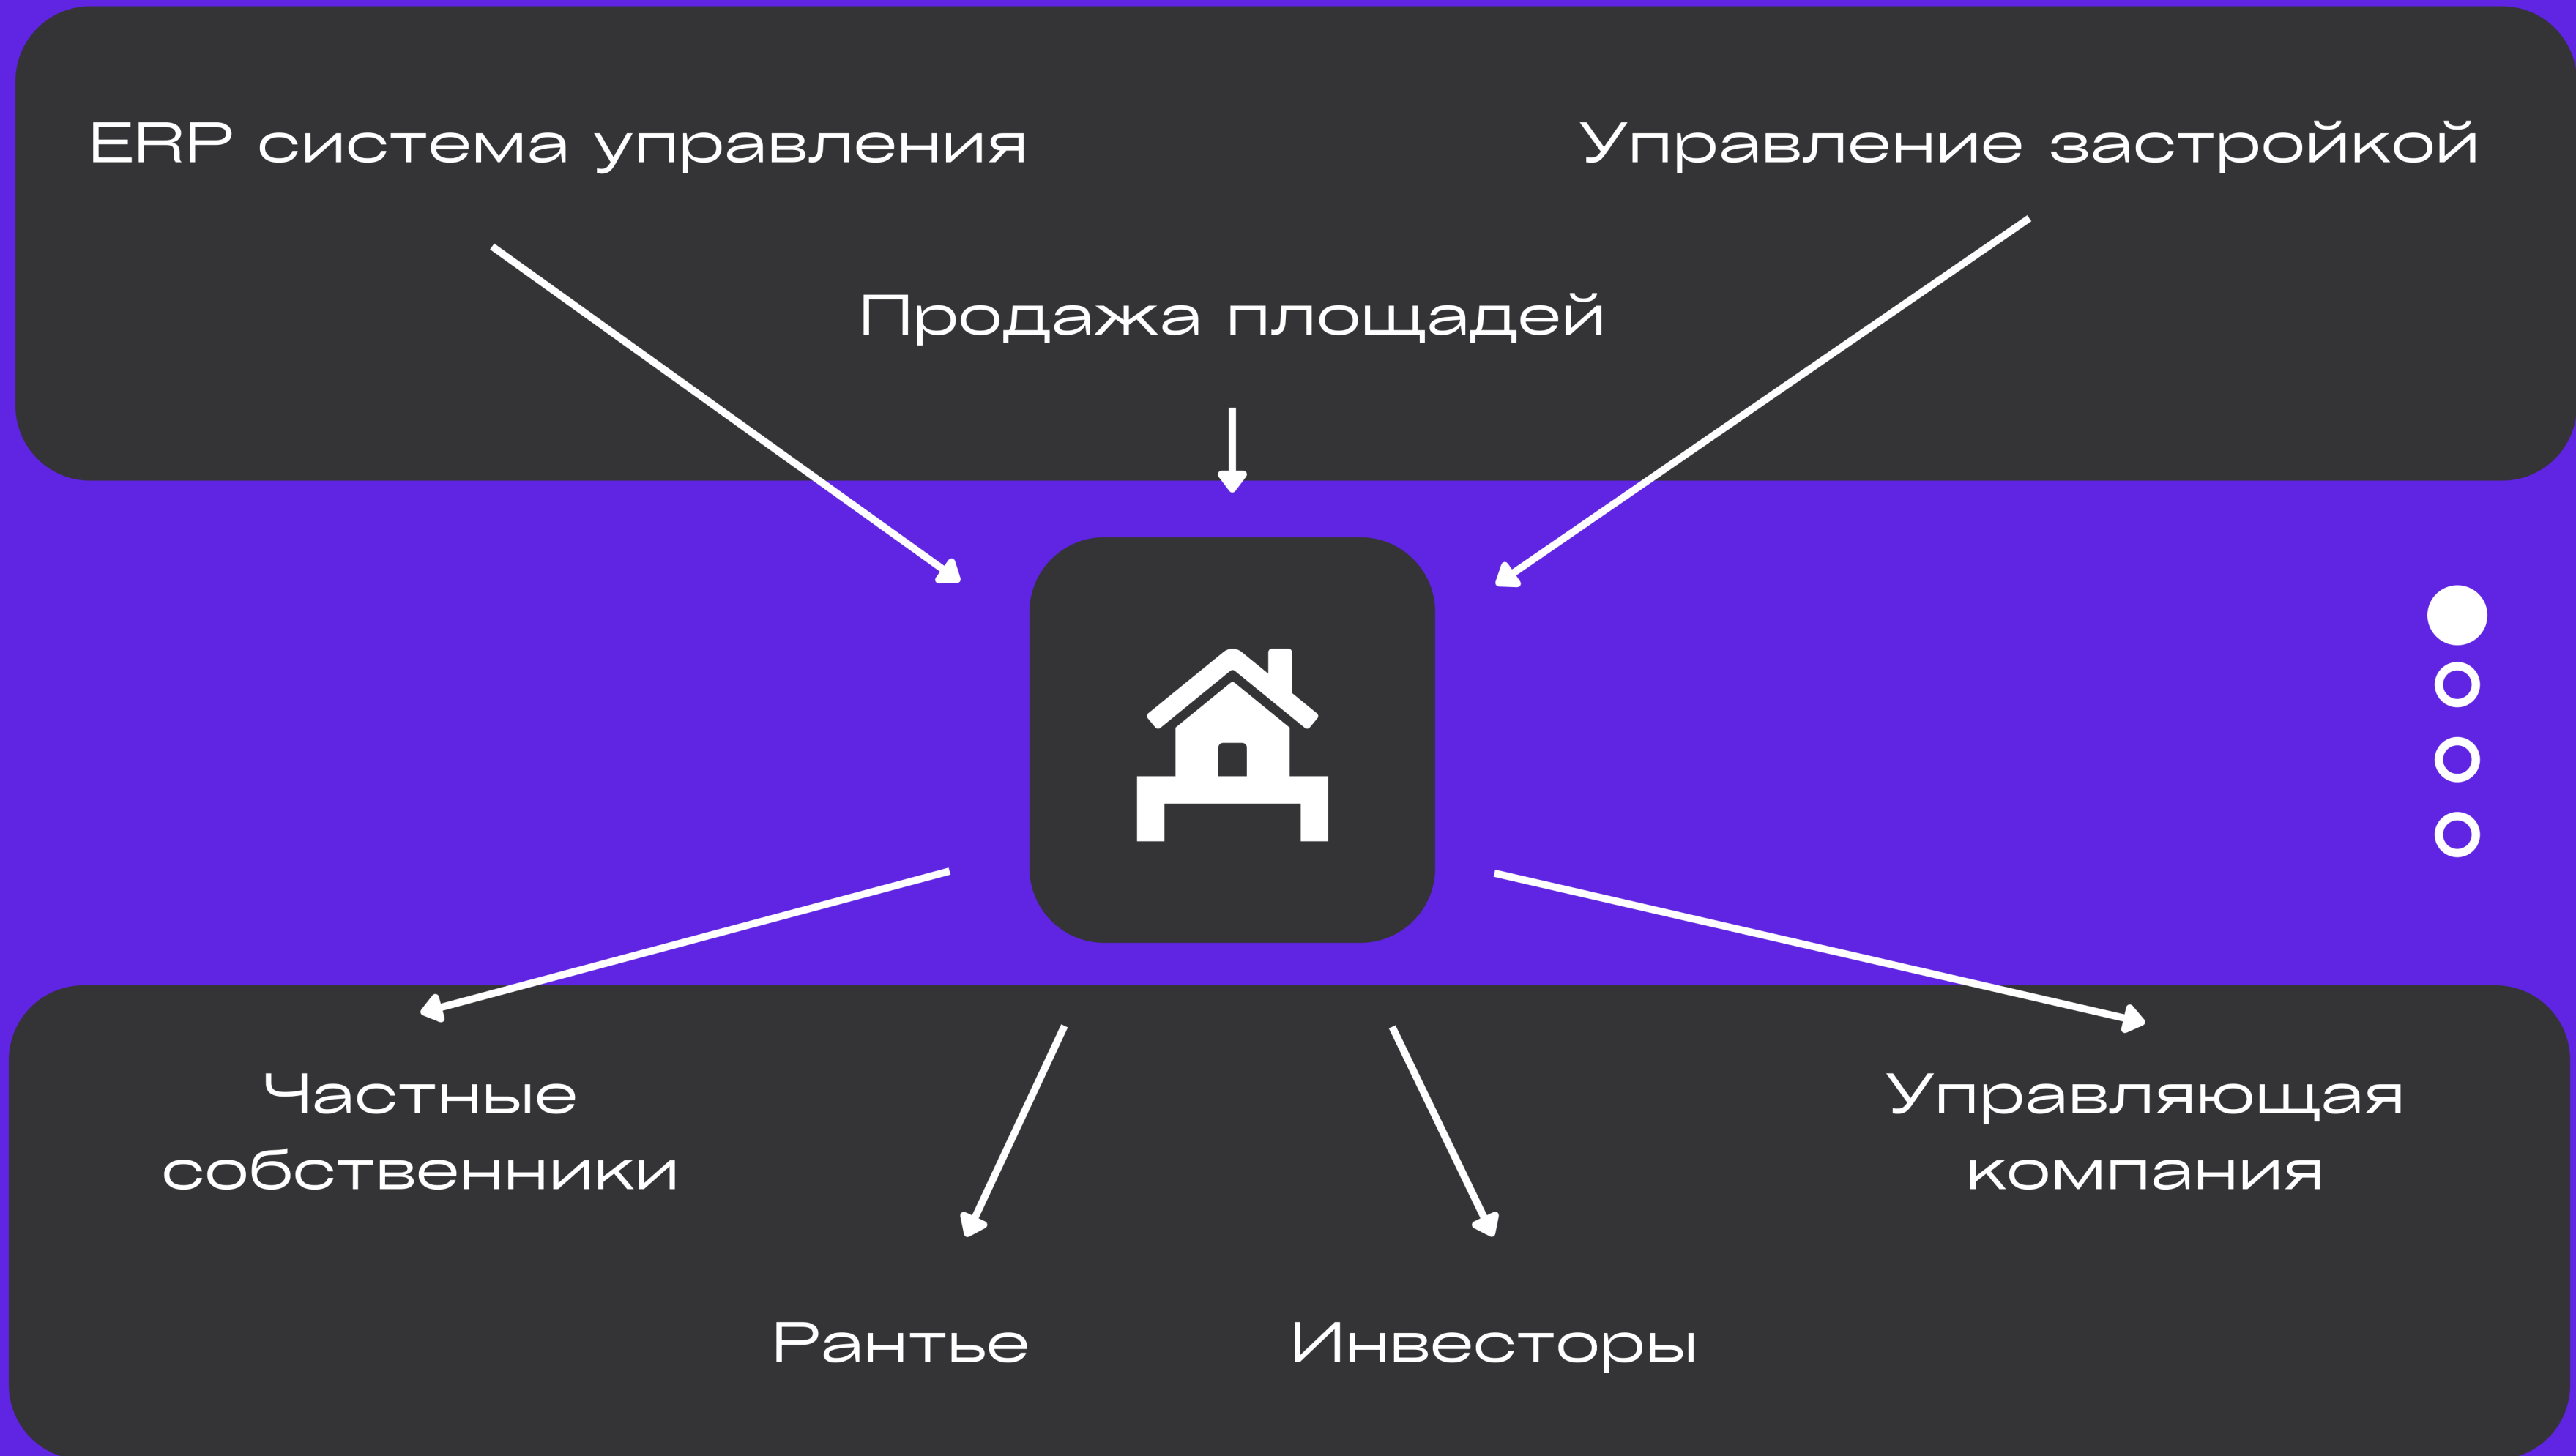 ERP система управления
Управление застройкой
Продажа площадей
Частные
собственники
Управляющая
компания
Рантье
Инвесторы